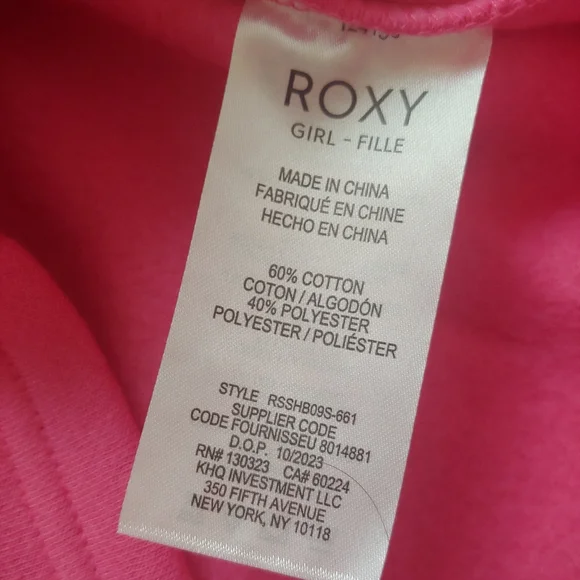 ROXY
GIRL - FILLE
MADE IN CHINA
FABRIQUÉ EN CHINE
HECHO EN CHINA
60% COTTON
COTON / ALGODÓN
40% POLYESTER
POLYESTER / POLIÉSTER
STYLE RSSHB09S-661
SUPPLIER CODE
CODE FOURNISSEU 8014881
D.O.P. 10/2023
RN# 130323 CA# 60224
KHQ INVESTMENT LLC
350 FIFTH AVENUE
NEW YORK, NY 10118